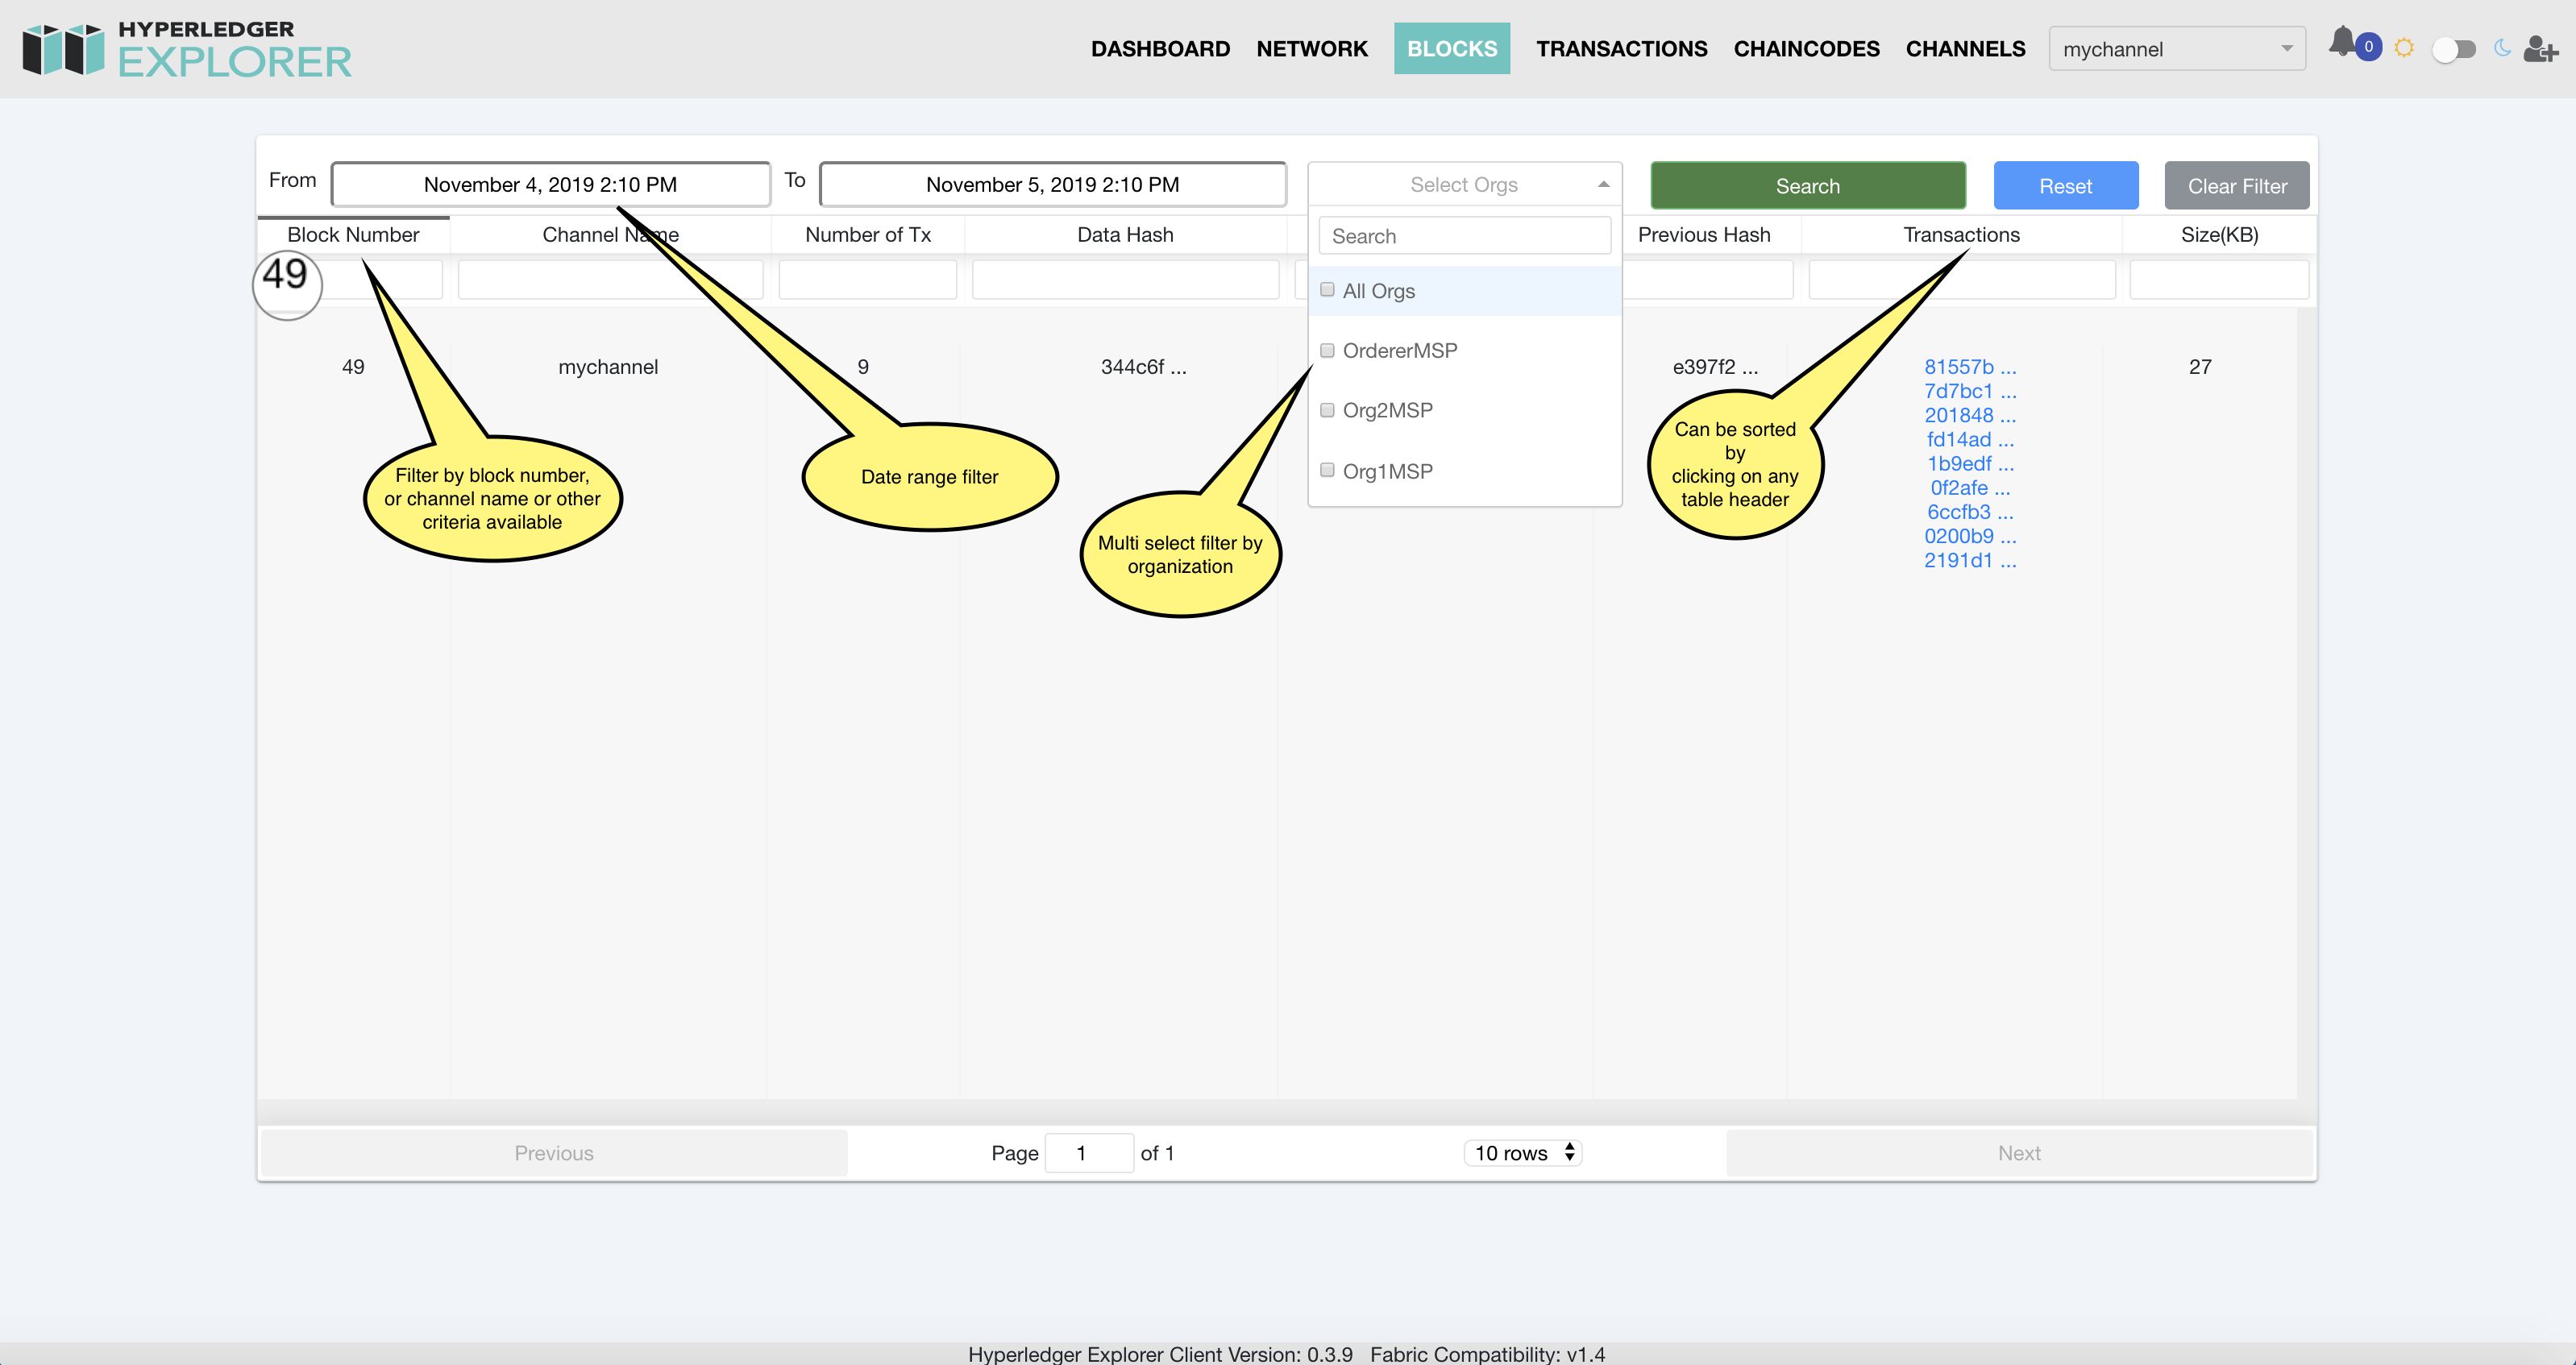 HYPERLEDGER
EXPLORER
DASHBOARD NETWORK BLOCKS TRANSACTIONS CHAINCODES CHANNELS mychannel 0
From November 4, 2019 2:10 PM To November 5, 2019 2:10 PM Select Orgs Search Reset Clear Filter
Block Number Channel Name Number of Tx Data Hash Search Previous Hash Transactions Size(KB)
49
All Orgs
OrdererMSP
Org2MSP
Org1MSP
49 mychannel 9 344c6f ... e397f2 ... 81557b ... 27
7d7bc1 ...
201848 ...
fd14ad ...
1b9edf ...
0f2afe ...
6ccfb3 ...
0200b9 ...
2191d1 ...
Filter by block number,
or channel name or other
criteria available
Date range filter
Multi select filter by
organization
Can be sorted
by
clicking on any
table header
Previous Page 1 of 1 10 rows Next
Hyperledger Explorer Client Version: 0.3.9 Fabric Compatibility: v1.4